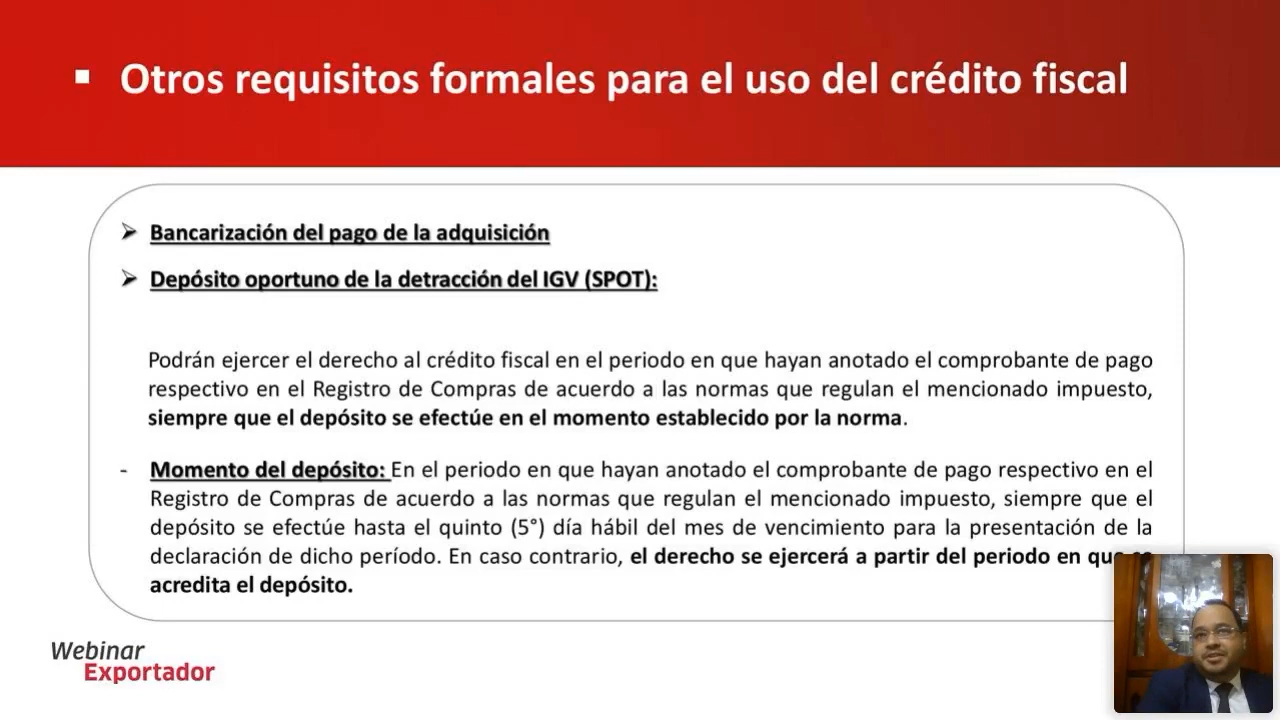 Otros requisitos formales para el uso del crédito fiscal
Bancarización del pago de la adquisición
Depósito oportuno de la detracción del IGV (SPOT):
Podrán ejercer el derecho al crédito fiscal en el periodo en que hayan anotado el comprobante de pago
respectivo en el Registro de Compras de acuerdo a las normas que regulan el mencionado impuesto,
siempre que el depósito se efectúe en el momento establecido por la norma.
- Momento del depósito: En el periodo en que hayan anotado el comprobante de pago respectivo en el
Registro de Compras de acuerdo a las normas que regulan el mencionado impuesto, siempre que el
depósito se efectúe hasta el quinto (5°) día hábil del mes de vencimiento para la presentación de la
declaración de dicho período. En caso contrario, el derecho se ejercerá a partir del periodo en que
acredita el depósito.
Webinar
Exportador